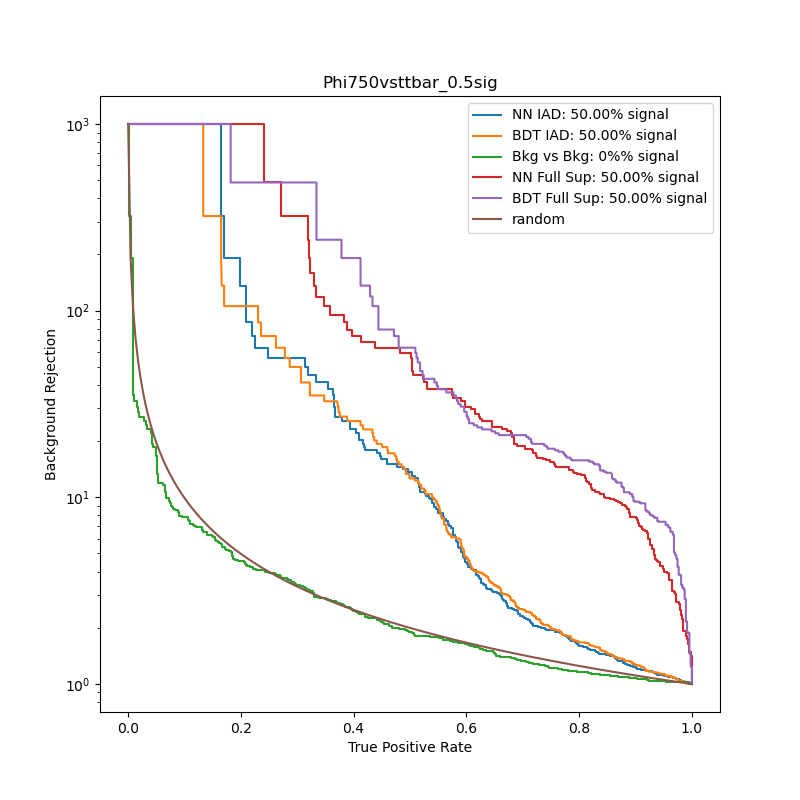 Phi750vsttbar_0.5sig
NN IAD: 50.00% signal
BDT IAD: 50.00% signal
Bkg vs Bkg: 0%% signal
NN Full Sup: 50.00% signal
BDT Full Sup: 50.00% signal
random
Background Rejection
10³
10²
10¹
10⁰
0.0 0.2 0.4 0.6 0.8 1.0
True Positive Rate